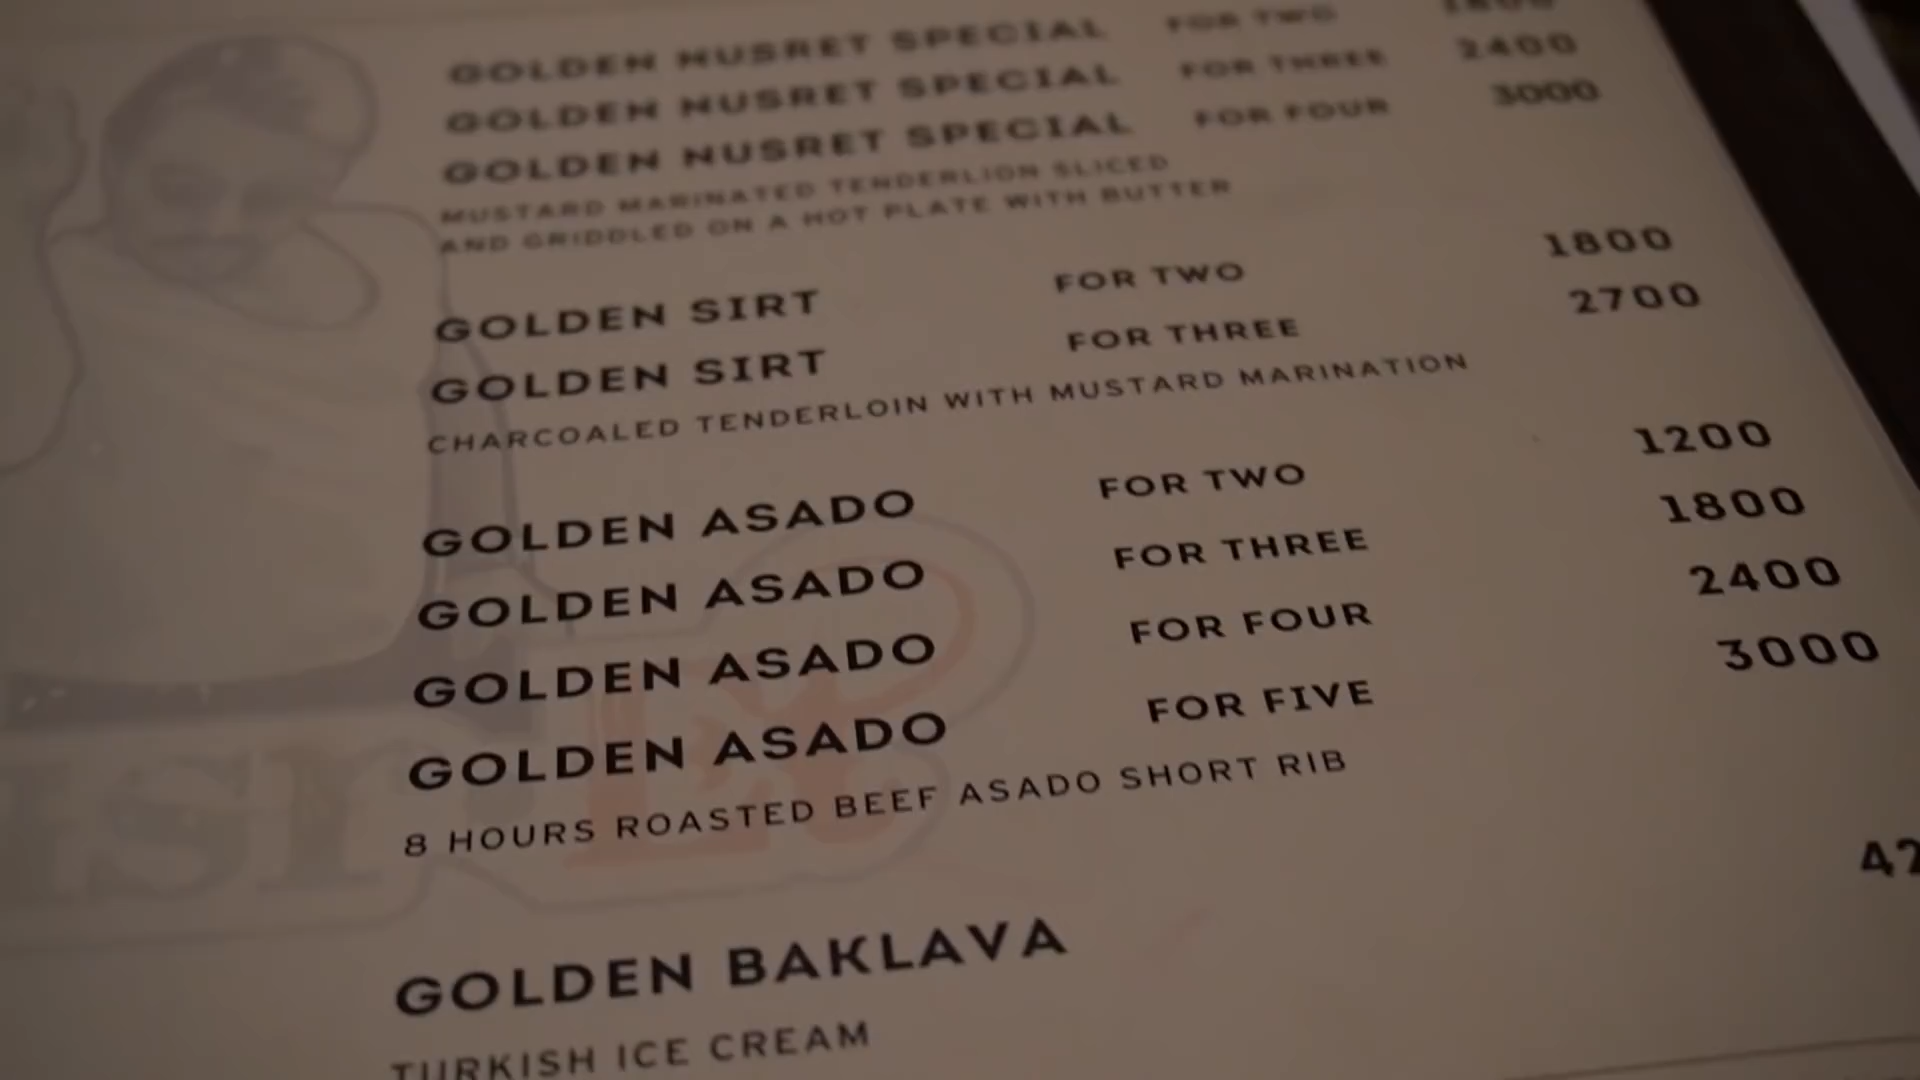 GOLDEN NUSRET SPECIAL FOR TWO 1800
GOLDEN NUSRET SPECIAL FOR THREE 2400
GOLDEN NUSRET SPECIAL FOR FOUR 3000
MUSTARD MARINATED TENDERLION SLICED
AND GRIDDLED ON A HOT PLATE WITH BUTTER
GOLDEN SIRT FOR TWO 1800
GOLDEN SIRT FOR THREE 2700
CHARCOALED TENDERLOIN WITH MUSTARD MARINATION
GOLDEN ASADO FOR TWO 1200
GOLDEN ASADO FOR THREE 1800
GOLDEN ASADO FOR FOUR 2400
GOLDEN ASADO FOR FIVE 3000
8 HOURS ROASTED BEEF ASADO SHORT RIB
GOLDEN BAKLAVA 42
TURKISH ICE CREAM